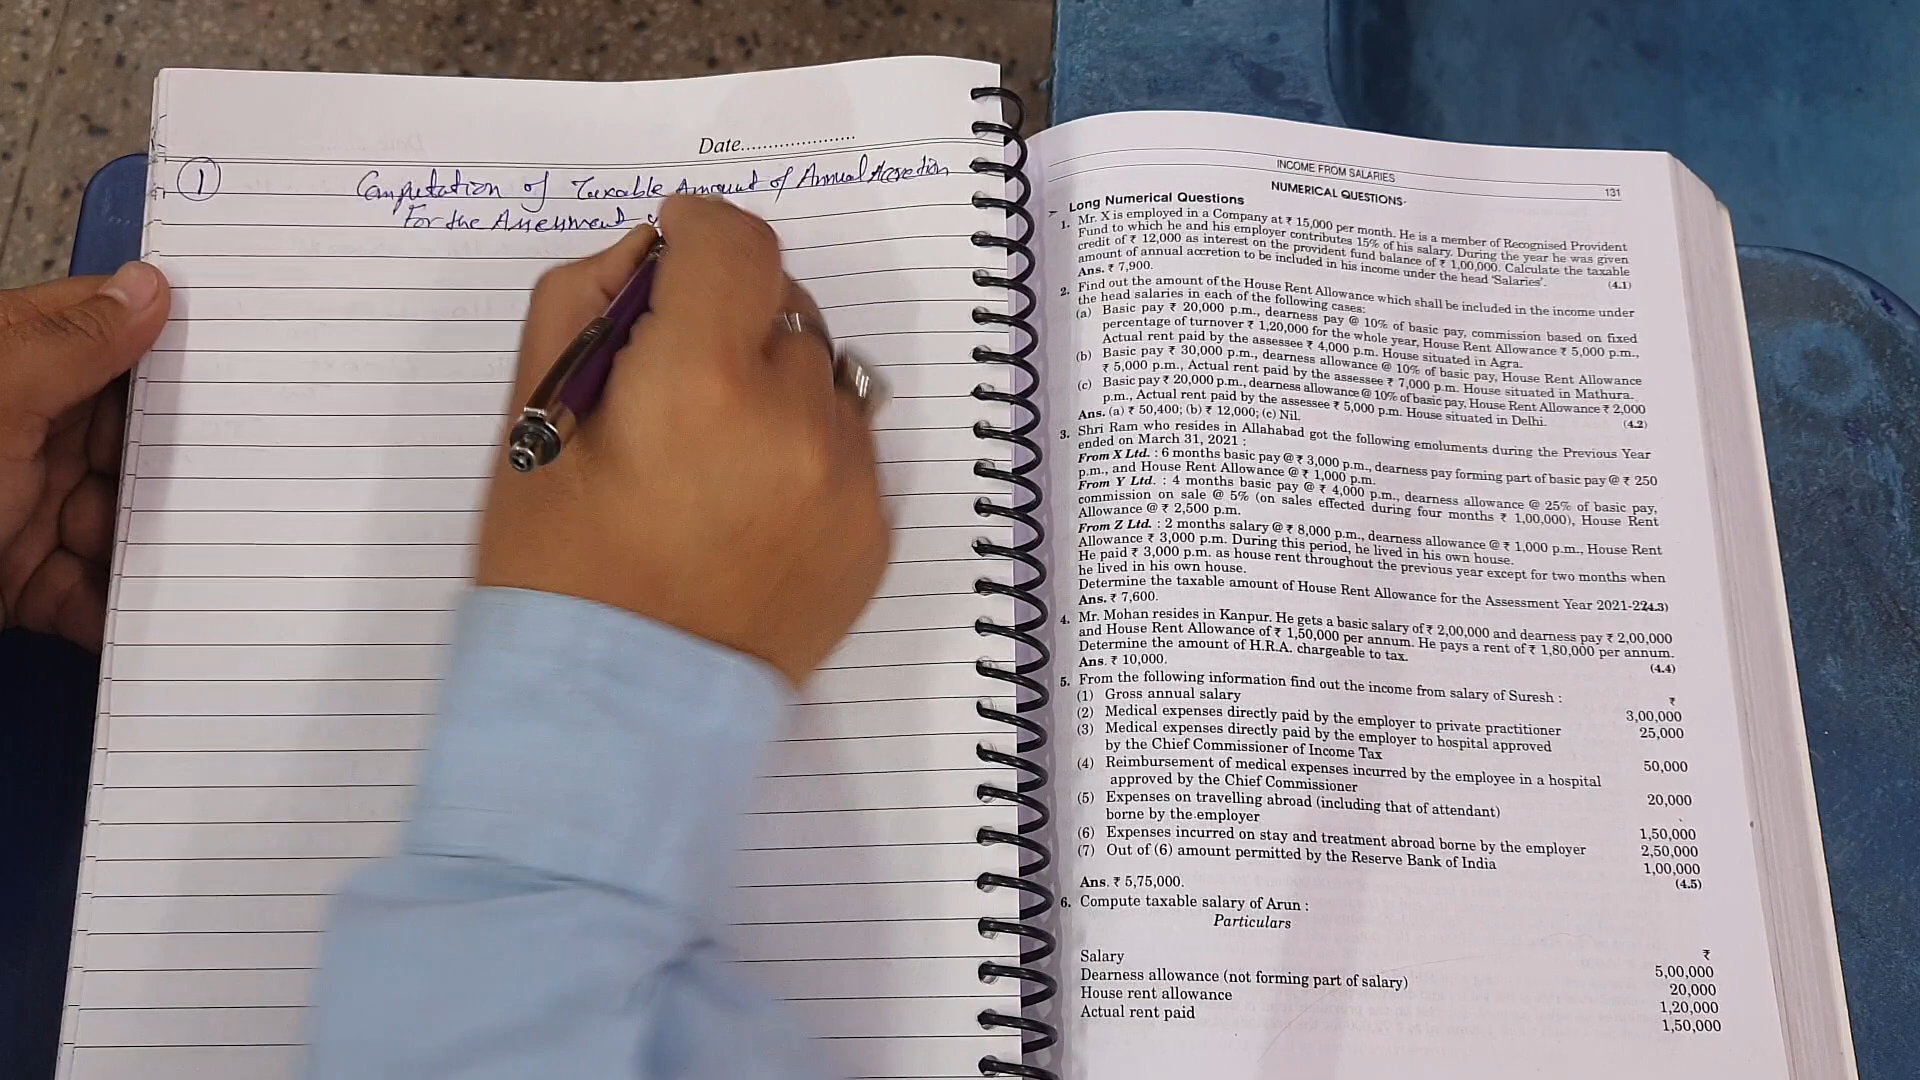 Date....................
1 Computation of Taxable Amount of Annual Accretion
For the Assessment
INCOME FROM SALARIES
131
NUMERICAL QUESTIONS
Long Numerical Questions
1. Mr. X is employed in a Company at ₹ 15,000 per month. He is a member of Recognised Provident
Fund to which he and his employer contributes 15% of his salary. During the year he was given
credit of ₹ 12,000 as interest on the provident fund balance of ₹ 1,00,000. Calculate the taxable
amount of annual accretion to be included in his income under the head 'Salaries'.
Ans. ₹ 7,900. (4.1)
2. Find out the amount of the House Rent Allowance which shall be included in the income under
the head salaries in each of the following cases:
(a) Basic pay ₹ 20,000 p.m., dearness pay @ 10% of basic pay, commission based on fixed
percentage of turnover ₹ 1,20,000 for the whole year, House Rent Allowance ₹ 5,000 p.m.,
Actual rent paid by the assessee ₹ 4,000 p.m. House situated in Agra.
(b) Basic pay ₹ 30,000 p.m., dearness allowance @ 10% of basic pay, House Rent Allowance
₹ 5,000 p.m., Actual rent paid by the assessee ₹ 7,000 p.m. House situated in Mathura.
(c) Basic pay ₹ 20,000 p.m., dearness allowance @ 10% of basic pay, House Rent Allowance ₹ 2,000
p.m., Actual rent paid by the assessee ₹ 5,000 p.m. House situated in Delhi.
Ans. (a) ₹ 50,400; (b) ₹ 12,000; (c) Nil. (4.2)
3. Shri Ram who resides in Allahabad got the following emoluments during the Previous Year
ended on March 31, 2021 :
From X Ltd. : 6 months basic pay @ ₹ 3,000 p.m., dearness pay forming part of basic pay @ ₹ 250
p.m., and House Rent Allowance @ ₹ 1,000 p.m.
From Y Ltd. : 4 months basic pay @ ₹ 4,000 p.m., dearness allowance @ 25% of basic pay,
commission on sale @ 5% (on sales effected during four months ₹ 1,00,000), House Rent
Allowance @ ₹ 2,500 p.m.
From Z Ltd. : 2 months salary @ ₹ 8,000 p.m., dearness allowance @ ₹ 1,000 p.m., House Rent
Allowance ₹ 3,000 p.m. During this period, he lived in his own house.
He paid ₹ 3,000 p.m. as house rent throughout the previous year except for two months when
he lived in his own house.
Determine the taxable amount of House Rent Allowance for the Assessment Year 2021-22.
Ans. ₹ 7,600. (4.3)
4. Mr. Mohan resides in Kanpur. He gets a basic salary of ₹ 2,00,000 and dearness pay ₹ 2,00,000
and House Rent Allowance of ₹ 1,50,000 per annum. He pays a rent of ₹ 1,80,000 per annum.
Determine the amount of H.R.A. chargeable to tax.
Ans. ₹ 10,000. (4.4)
5. From the following information find out the income from salary of Suresh : ₹
(1) Gross annual salary 3,00,000
(2) Medical expenses directly paid by the employer to private practitioner 25,000
(3) Medical expenses directly paid by the employer to hospital approved
by the Chief Commissioner of Income Tax 50,000
(4) Reimbursement of medical expenses incurred by the employee in a hospital
approved by the Chief Commissioner 20,000
(5) Expenses on travelling abroad (including that of attendant)
borne by the employer 1,50,000
(6) Expenses incurred on stay and treatment abroad borne by the employer 2,50,000
(7) Out of (6) amount permitted by the Reserve Bank of India 1,00,000
Ans. ₹ 5,75,000. (4.5)
6. Compute taxable salary of Arun :
Particulars ₹
Salary 5,00,000
Dearness allowance (not forming part of salary) 20,000
House rent allowance 1,20,000
Actual rent paid 1,50,000